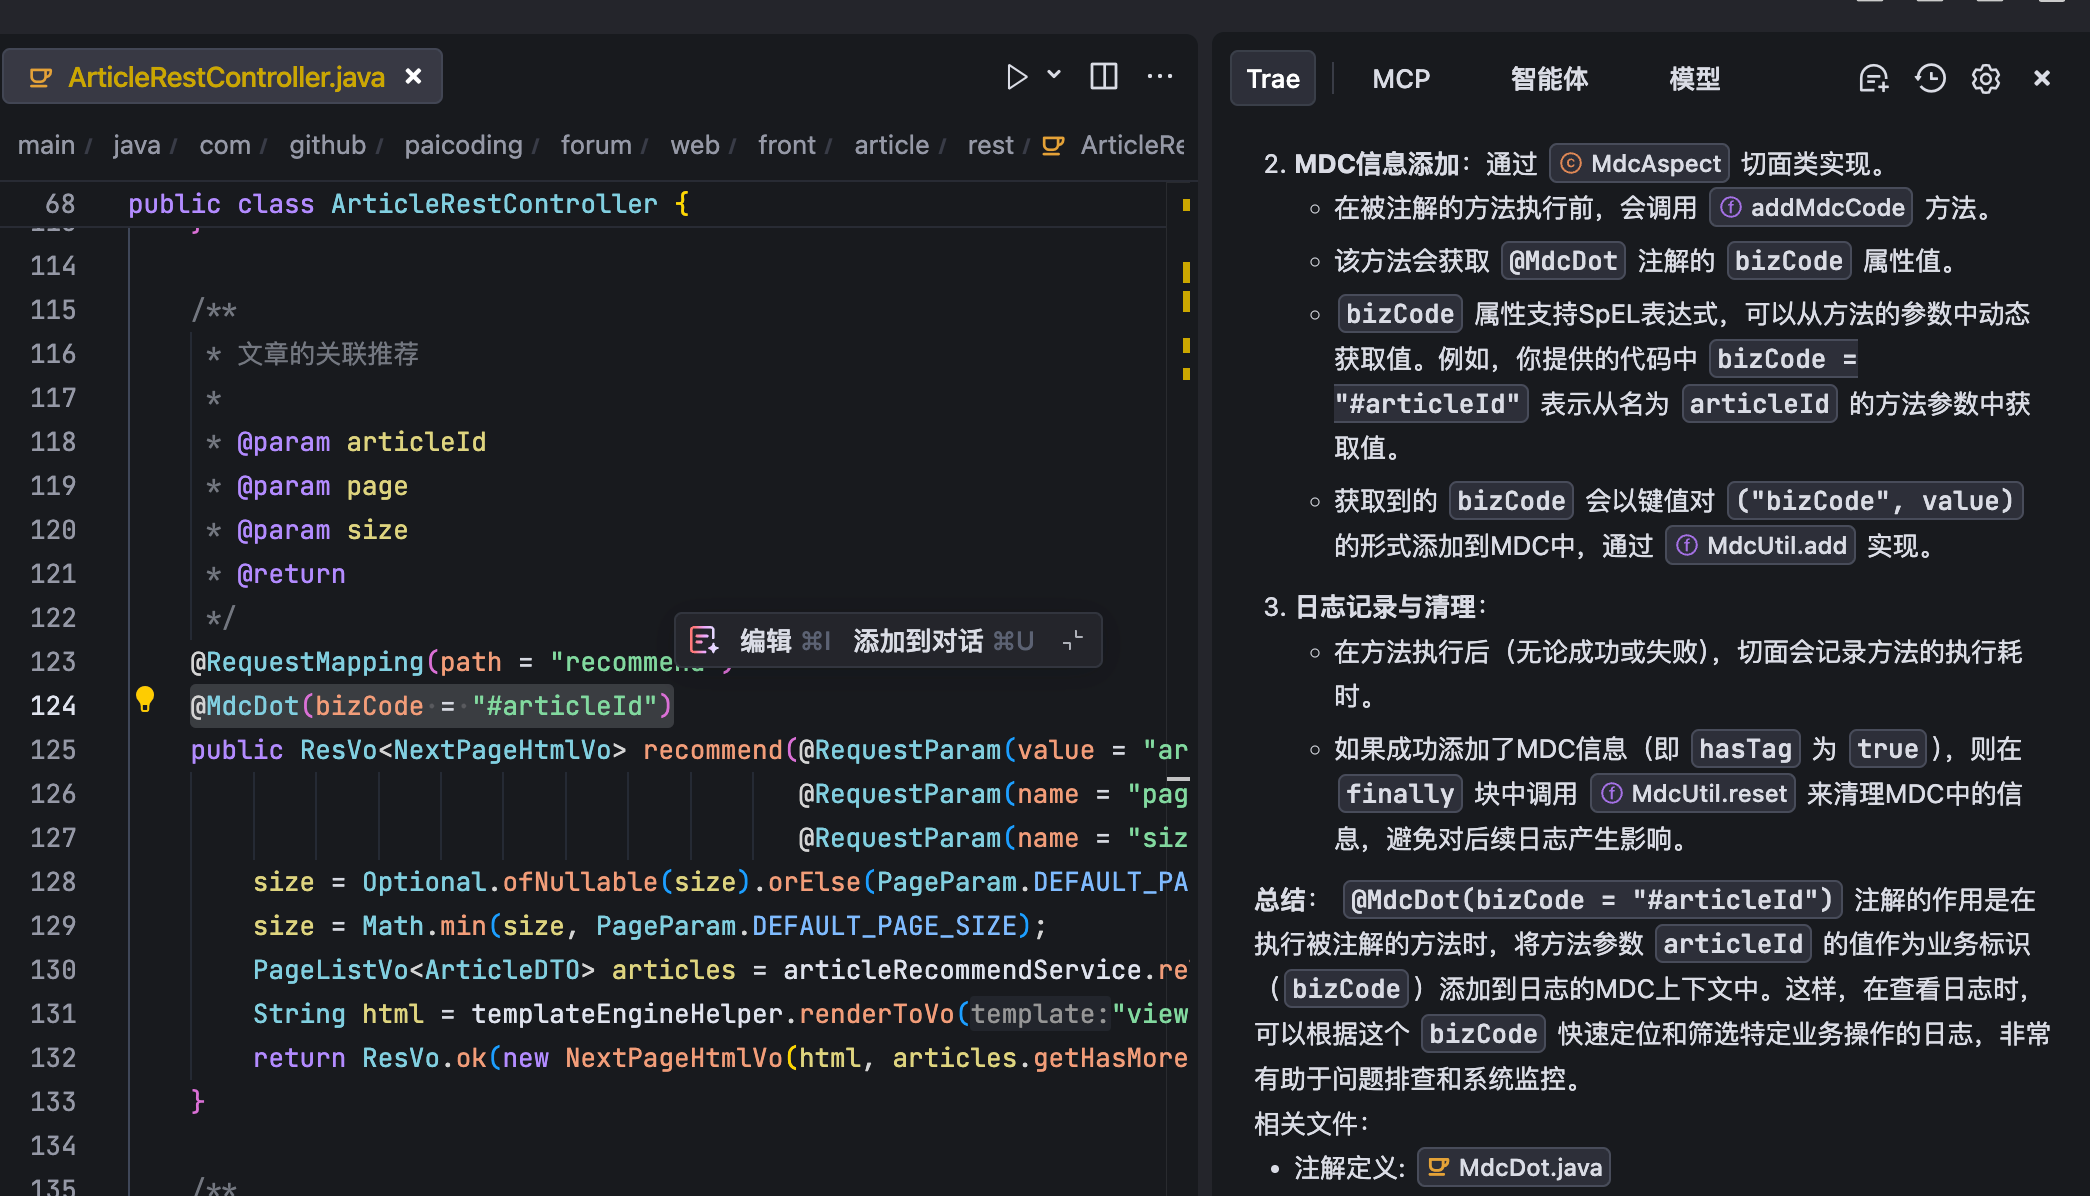 ArticleRestController.java
main / java / com / github / paicoding / forum / web / front / article / rest / ArticleRe
68 public class ArticleRestController {
114
115 /**
116 * 文章的关联推荐
117 *
118 * @param articleId
119 * @param page
120 * @param size
121 * @return
122 */
编辑 ⌘I 添加到对话 ⌘U
123 @RequestMapping(path = "recommend")
124 @MdcDot(bizCode = "#articleId")
125 public ResVo<NextPageHtmlVo> recommend(@RequestParam(value = "ar
126 @RequestParam(name = "pag
127 @RequestParam(name = "siz
128 size = Optional.ofNullable(size).orElse(PageParam.DEFAULT_PA
129 size = Math.min(size, PageParam.DEFAULT_PAGE_SIZE);
130 PageListVo<ArticleDTO> articles = articleRecommendService.re
131 String html = templateEngineHelper.renderToVo(template:"view
132 return ResVo.ok(new NextPageHtmlVo(html, articles.getHasMore
133 }
134
135 /**
Trae MCP 智能体 模型
2. MDC信息添加：通过 MdcAspect 切面类实现。
在被注解的方法执行前，会调用 addMdcCode 方法。
该方法会获取 @MdcDot 注解的 bizCode 属性值。
bizCode 属性支持SpEL表达式，可以从方法的参数中动态
获取值。例如，你提供的代码中 bizCode =
"#articleId" 表示从名为 articleId 的方法参数中获
取值。
获取到的 bizCode 会以键值对 ("bizCode", value)
的形式添加到MDC中，通过 MdcUtil.add 实现。
3. 日志记录与清理：
在方法执行后（无论成功或失败），切面会记录方法的执行耗
时。
如果成功添加了MDC信息（即 hasTag 为 true ），则在
finally 块中调用 MdcUtil.reset 来清理MDC中的信
息，避免对后续日志产生影响。
总结： @MdcDot(bizCode = "#articleId") 注解的作用是在
执行被注解的方法时，将方法参数 articleId 的值作为业务标识
（ bizCode ）添加到日志的MDC上下文中。这样，在查看日志时，
可以根据这个 bizCode 快速定位和筛选特定业务操作的日志，非常
有助于问题排查和系统监控。
相关文件：
• 注解定义: MdcDot.java